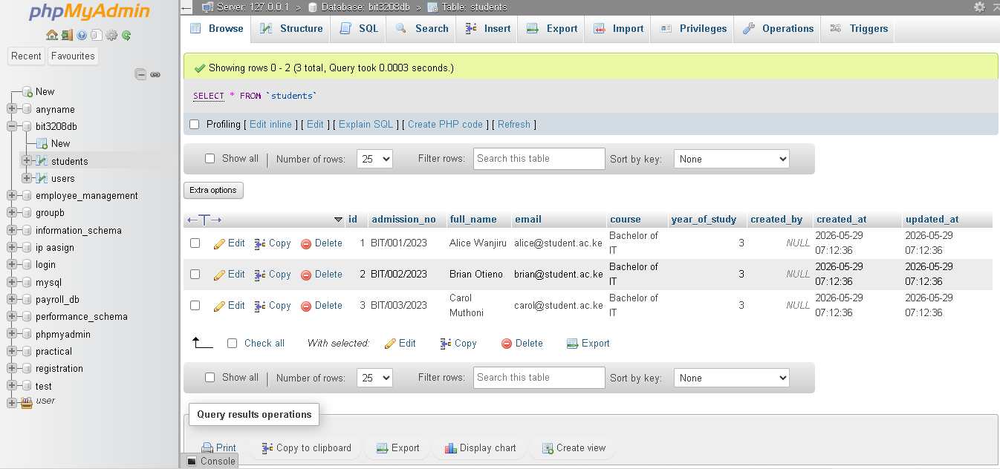 phpMyAdmin
Recent Favourites
New
anyname
bit3208db
New
students
users
employee_management
groupb
information_schema
ip aasign
login
mysql
payroll_db
performance_schema
phpmyadmin
practical
registration
test
user
Server: 127.0.0.1 » Database: bit3208db » Table: students
Browse Structure SQL Search Insert Export Import Privileges Operations Triggers
Showing rows 0 - 2 (3 total, Query took 0.0003 seconds.)
SELECT * FROM `students`
Profiling [ Edit inline ] [ Edit ] [ Explain SQL ] [ Create PHP code ] [ Refresh ]
Show all Number of rows: 25 Filter rows: Search this table Sort by key: None
Extra options
←T→ id admission_no full_name email course year_of_study created_by created_at updated_at
Edit Copy Delete 1 BIT/001/2023 Alice Wanjiru alice@student.ac.ke Bachelor of IT 3 NULL 2026-05-29 07:12:36 2026-05-29 07:12:36
Edit Copy Delete 2 BIT/002/2023 Brian Otieno brian@student.ac.ke Bachelor of IT 3 NULL 2026-05-29 07:12:36 2026-05-29 07:12:36
Edit Copy Delete 3 BIT/003/2023 Carol Muthoni carol@student.ac.ke Bachelor of IT 3 NULL 2026-05-29 07:12:36 2026-05-29 07:12:36
Check all With selected: Edit Copy Delete Export
Show all Number of rows: 25 Filter rows: Search this table Sort by key: None
Query results operations
Print Copy to clipboard Export Display chart Create view
Console